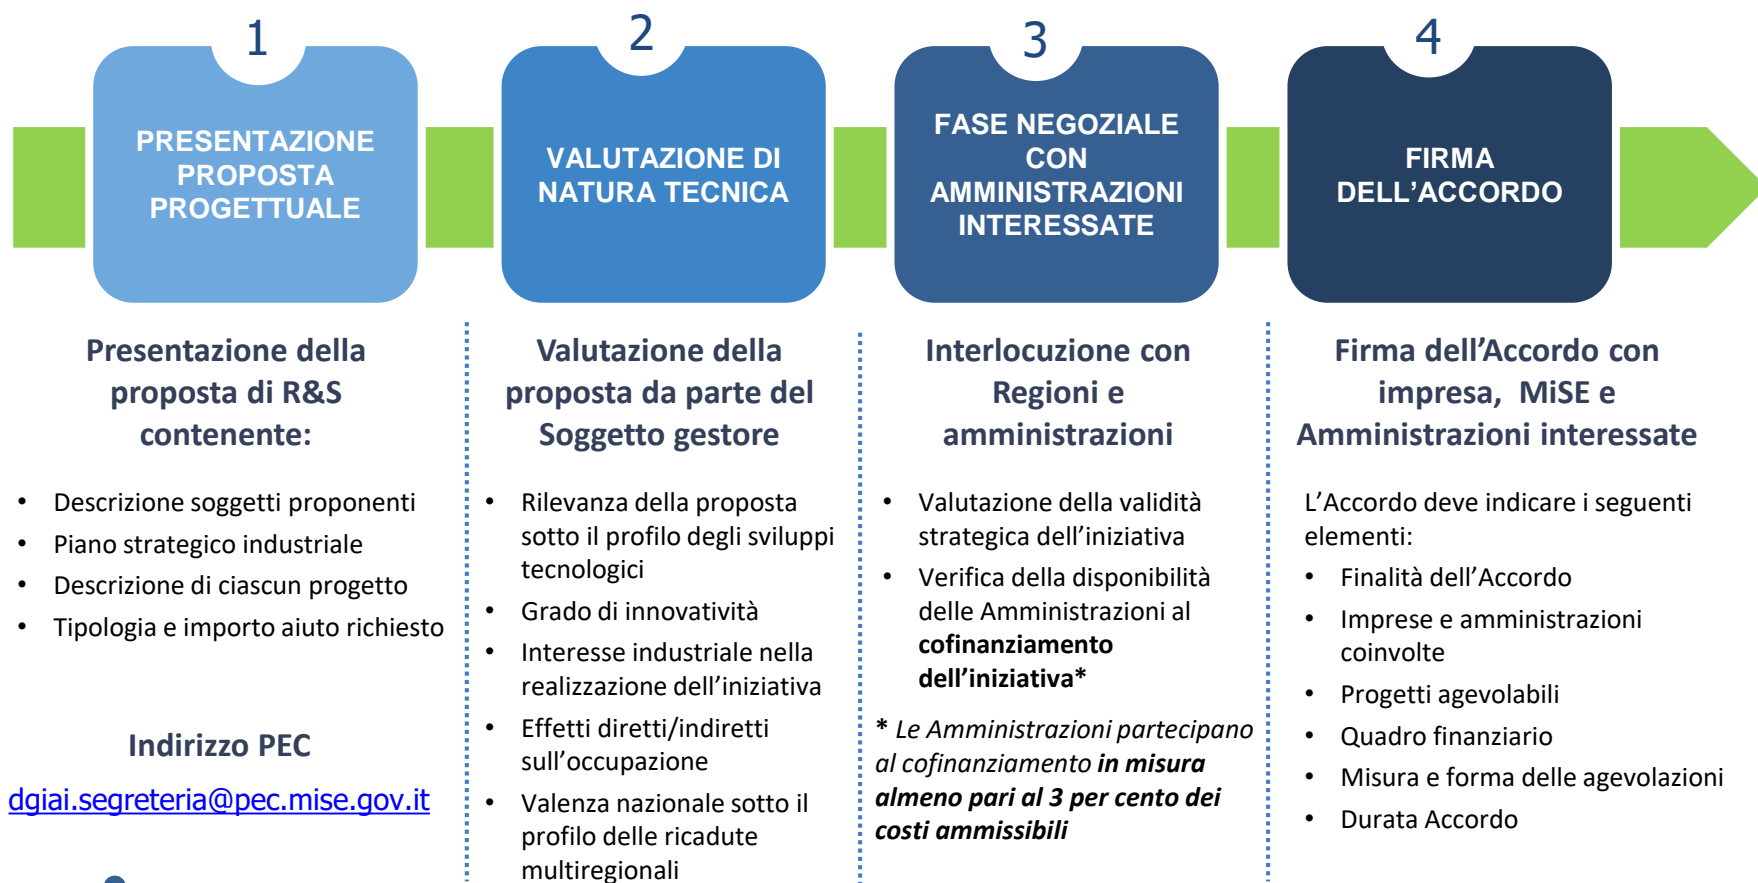 1
PRESENTAZIONE
PROPOSTA
PROGETTUALE
2
VALUTAZIONE DI
NATURA TECNICA
3
FASE NEGOZIALE
CON
AMMINISTRAZIONI
INTERESSATE
4
FIRMA
DELL’ACCORDO
Presentazione della
proposta di R&S
contenente:
• Descrizione soggetti proponenti
• Piano strategico industriale
• Descrizione di ciascun progetto
• Tipologia e importo aiuto richiesto
Indirizzo PEC
dgiai.segreteria@pec.mise.gov.it
Valutazione della
proposta da parte del
Soggetto gestore
• Rilevanza della proposta
sotto il profilo degli sviluppi
tecnologici
• Grado di innovatività
• Interesse industriale nella
realizzazione dell’iniziativa
• Effetti diretti/indiretti
sull’occupazione
• Valenza nazionale sotto il
profilo delle ricadute
multiregionali
Interlocuzione con
Regioni e
amministrazioni
• Valutazione della validità
strategica dell’iniziativa
• Verifica della disponibilità
delle Amministrazioni al
cofinanziamento
dell’iniziativa*
* Le Amministrazioni partecipano
al cofinanziamento in misura
almeno pari al 3 per cento dei
costi ammissibili
Firma dell’Accordo con
impresa, MiSE e
Amministrazioni interessate
L’Accordo deve indicare i seguenti
elementi:
• Finalità dell’Accordo
• Imprese e amministrazioni
coinvolte
• Progetti agevolabili
• Quadro finanziario
• Misura e forma delle agevolazioni
• Durata Accordo